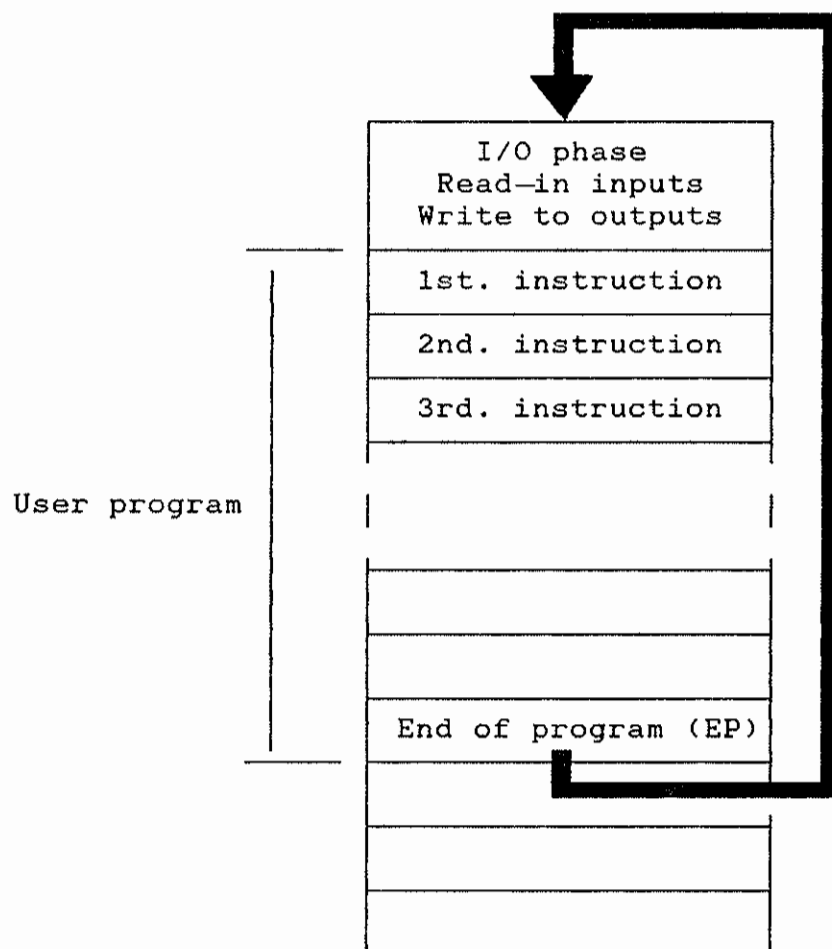 I/O phase
Read—in inputs
Write to outputs
1st. instruction
2nd. instruction
3rd. instruction
User program
End of program (EP)